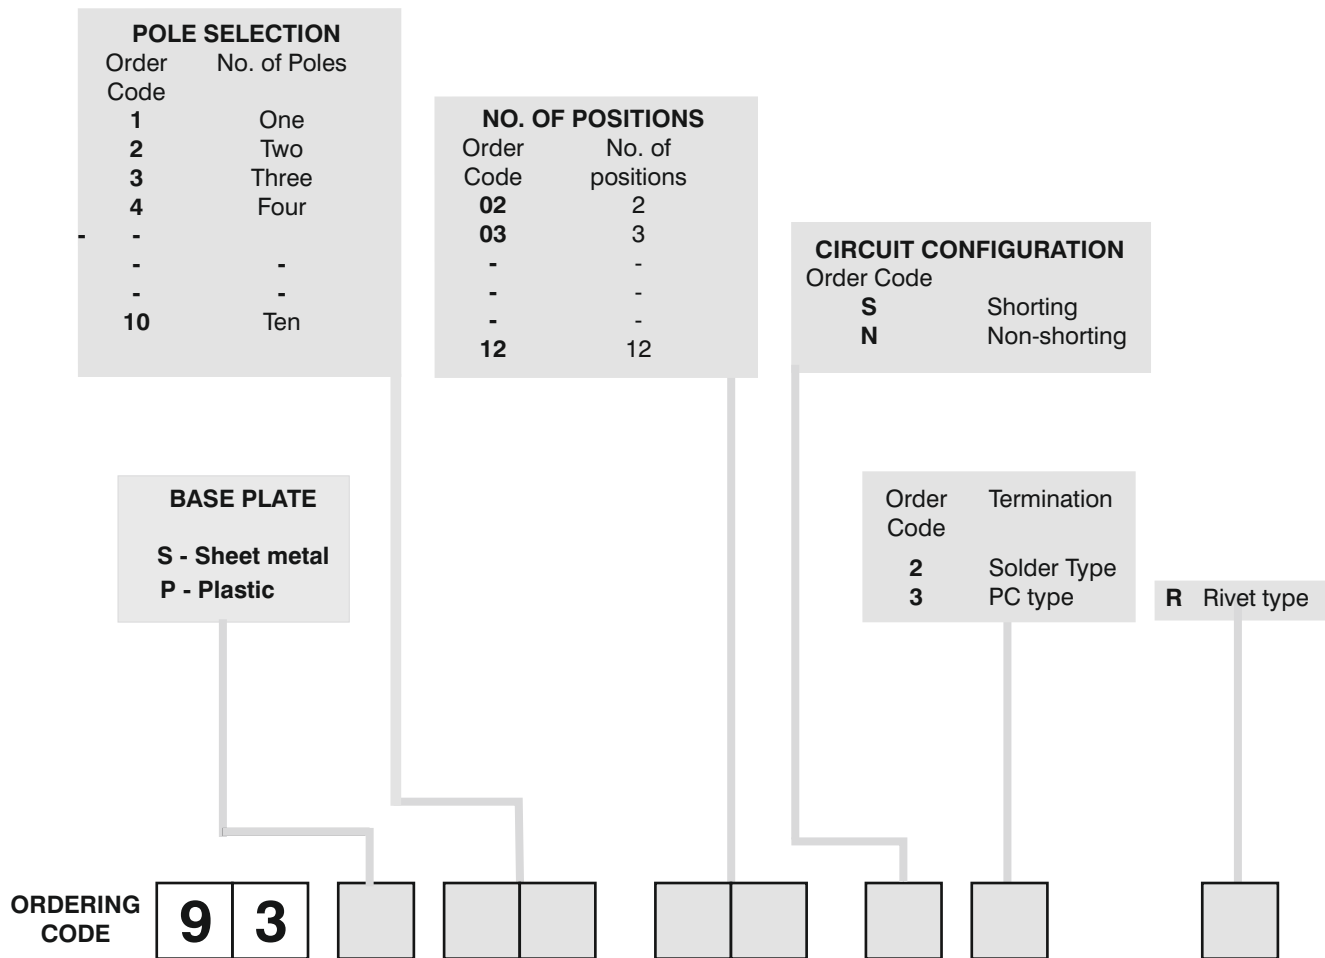 POLE SELECTION
Order No. of Poles
Code
1 One
2 Two
3 Three
4 Four
- -
- -
- -
10 Ten
NO. OF POSITIONS
Order No. of
Code positions
02 2
03 3
- -
- -
- -
12 12
CIRCUIT CONFIGURATION
Order Code
S Shorting
N Non-shorting
BASE PLATE
S - Sheet metal
P - Plastic
Order Termination
Code
2 Solder Type
3 PC type
R Rivet type
ORDERING
CODE
9 3